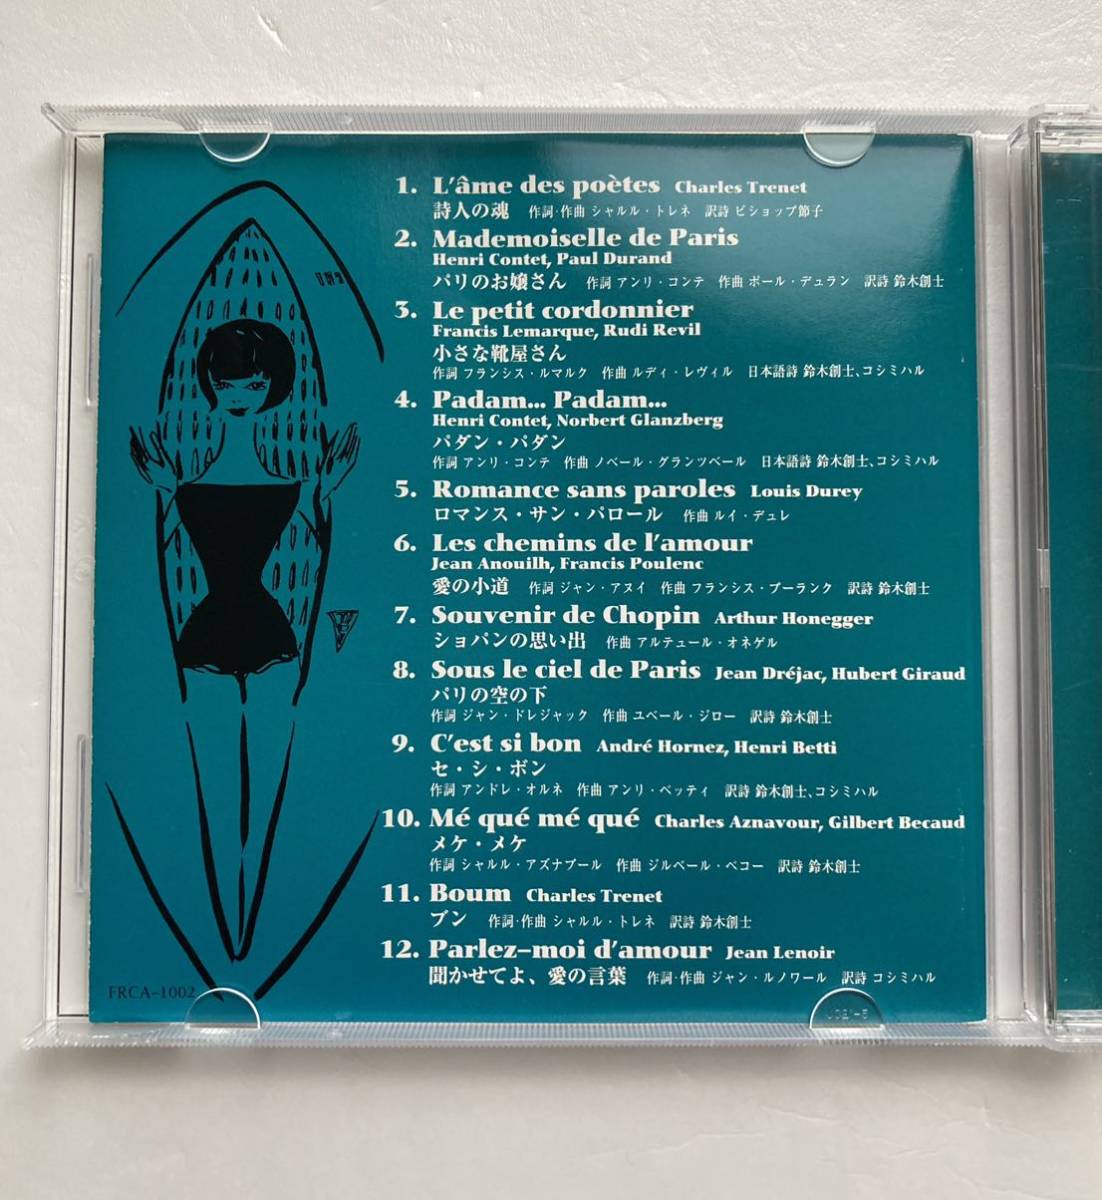 1. L'âme des poètes Charles Trenet
詩人の魂 作詞·作曲 シャルル・トレネ 訳詩 ビショップ節子
2. Mademoiselle de Paris
Henri Contet, Paul Durand
パリのお嬢さん 作詞 アンリ・コンテ 作曲 ポール・デュラン 訳詩 鈴木創士
3. Le petit cordonnier
Francis Lemarque, Rudi Revil
小さな靴屋さん
作詞 フランシス・ルマルク 作曲 ルディ・レヴィル 日本語詩 鈴木創士、コシミハル
4. Padam... Padam...
Henri Contet, Norbert Glanzberg
パダン・パダン
作詞 アンリ・コンテ 作曲 ノベール・グランツベール 日本語詩 鈴木創士、コシミハル
5. Romance sans paroles Louis Durey
ロマンス・サン・パロール 作曲 ルイ・デュレ
6. Les chemins de l'amour
Jean Anouilh, Francis Poulenc
愛の小道 作詞 ジャン・アヌイ 作曲 フランシス・プーランク 訳詩 鈴木創士
7. Souvenir de Chopin Arthur Honegger
ショパンの思い出 作曲 アルテュール・オネゲル
8. Sous le ciel de Paris Jean Dréjac, Hubert Giraud
パリの空の下
作詞 ジャン・ドレジャック 作曲 ユベール・ジロー 訳詩 鈴木創士
9. C'est si bon André Hornez, Henri Betti
セ・シ・ボン
作詞 アンドレ・オルネ 作曲 アンリ・ベッティ 訳詩 鈴木創士、コシミハル
10. Mé qué mé qué Charles Aznavour, Gilbert Becaud
メケ・メケ
作詞 シャルル・アズナブール 作曲 ジルベール・ベコー 訳詩 鈴木創士
11. Boum Charles Trenet
ブン 作詞·作曲 シャルル・トレネ 訳詩 鈴木創士
12. Parlez-moi d'amour Jean Lenoir
聞かせてよ、愛の言葉 作詞·作曲 ジャン・ルノワール 訳詩 コシミハル
FRCA-1002